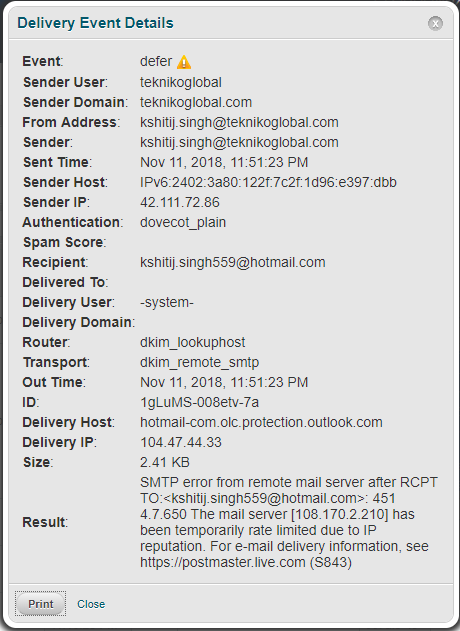 Delivery Event Details
Event: defer
Sender User: teknikoglobal
Sender Domain: teknikoglobal.com
From Address: kshitij.singh@teknikoglobal.com
Sender: kshitij.singh@teknikoglobal.com
Sent Time: Nov 11, 2018, 11:51:23 PM
Sender Host: IPv6:2402:3a80:122f:7c2f:1d96:e397:dbb
Sender IP: 42.111.72.86
Authentication: dovecot_plain
Spam Score:
Recipient: kshitij.singh559@hotmail.com
Delivered To:
Delivery User: -system-
Delivery Domain:
Router: dkim_lookuphost
Transport: dkim_remote_smtp
Out Time: Nov 11, 2018, 11:51:23 PM
ID: 1gLuMS-008etv-7a
Delivery Host: hotmail-com.olc.protection.outlook.com
Delivery IP: 104.47.44.33
Size: 2.41 KB
Result: SMTP error from remote mail server after RCPT
TO:<kshitij.singh559@hotmail.com>: 451
4.7.650 The mail server [108.170.2.210] has
been temporarily rate limited due to IP
reputation. For e-mail delivery information, see
https://postmaster.live.com (S843)
Print Close